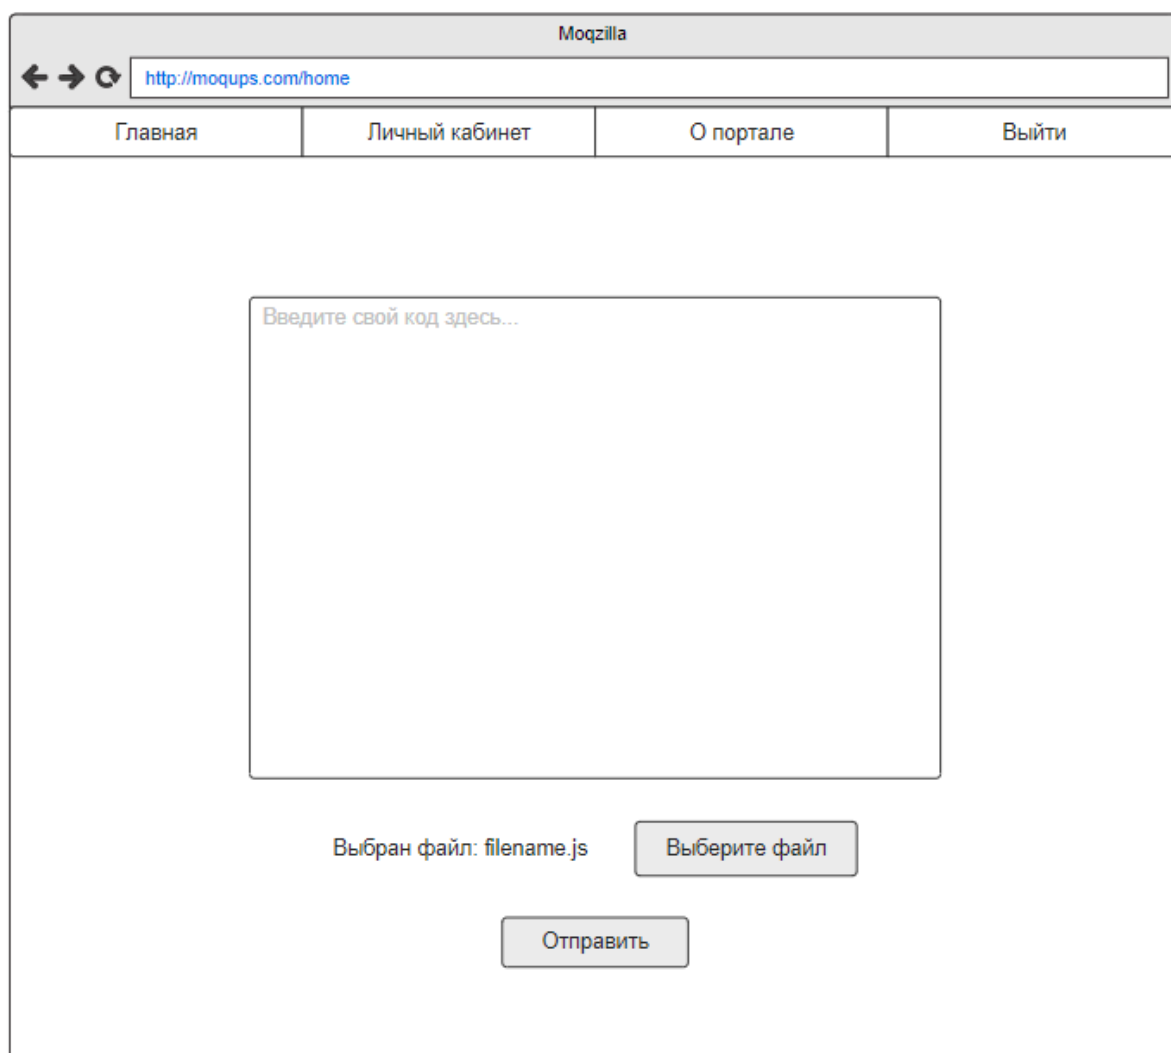 Moqzilla
http://moqups.com/home
Главная Личный кабинет О портале Выйти
Введите свой код здесь...
Выбран файл: filename.js Выберите файл
Отправить